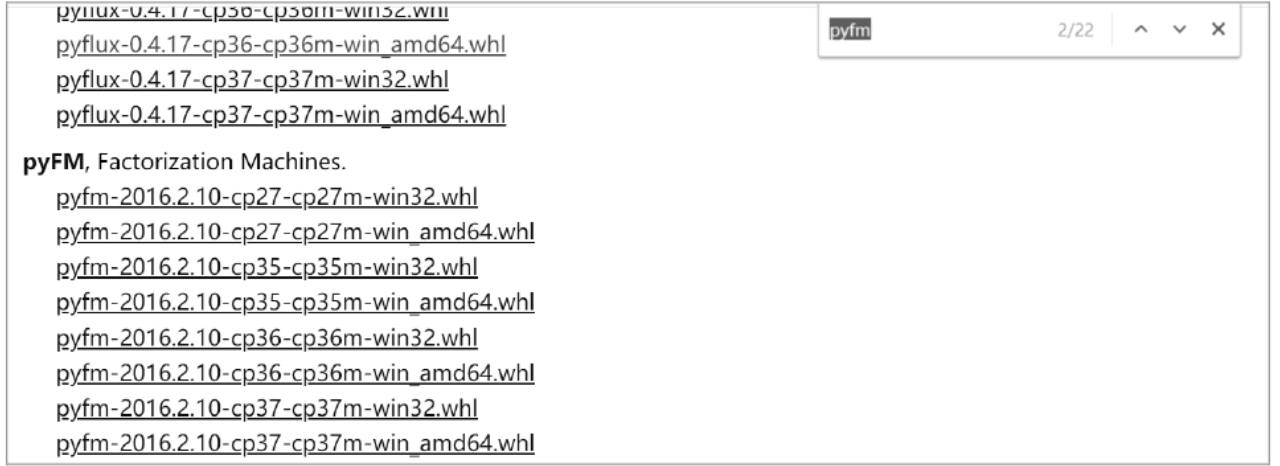 pyflux-0.4.17-cp36-cp36m-win32.whl
pyfm 2/22
pyflux-0.4.17-cp36-cp36m-win_amd64.whl
pyflux-0.4.17-cp37-cp37m-win32.whl
pyflux-0.4.17-cp37-cp37m-win_amd64.whl
pyFM, Factorization Machines.
pyfm-2016.2.10-cp27-cp27m-win32.whl
pyfm-2016.2.10-cp27-cp27m-win_amd64.whl
pyfm-2016.2.10-cp35-cp35m-win32.whl
pyfm-2016.2.10-cp35-cp35m-win_amd64.whl
pyfm-2016.2.10-cp36-cp36m-win32.whl
pyfm-2016.2.10-cp36-cp36m-win_amd64.whl
pyfm-2016.2.10-cp37-cp37m-win32.whl
pyfm-2016.2.10-cp37-cp37m-win_amd64.whl